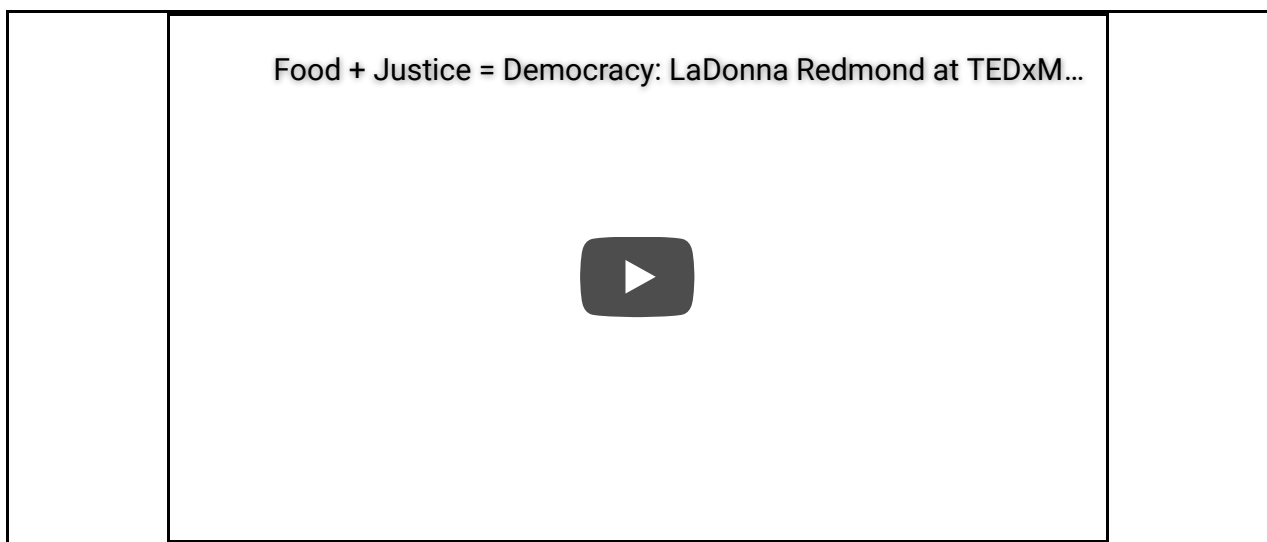 Food + Justice = Democracy: LaDonna Redmond at TEDxM…